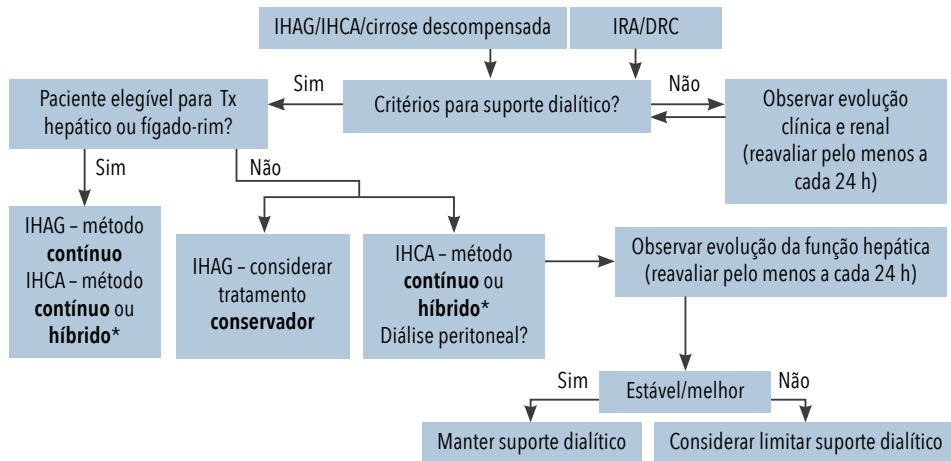 IHAG/IHCA/cirrose descompensada
IRA/DRC
Sim
Não
Paciente elegível para Tx
hepático ou fígado-rim?
Critérios para suporte dialítico?
Observar evolução
clínica e renal
(reavaliar pelo menos a
cada 24 h)
Sim
Não
IHAG – método
contínuo
IHCA – método
contínuo ou
híbrido*
IHAG – considerar
tratamento
conservador
IHCA – método
contínuo ou
híbrido*
Diálise peritoneal?
Observar evolução da função hepática
(reavaliar pelo menos a cada 24 h)
Sim
Não
Estável/melhor
Manter suporte dialítico
Considerar limitar suporte dialítico